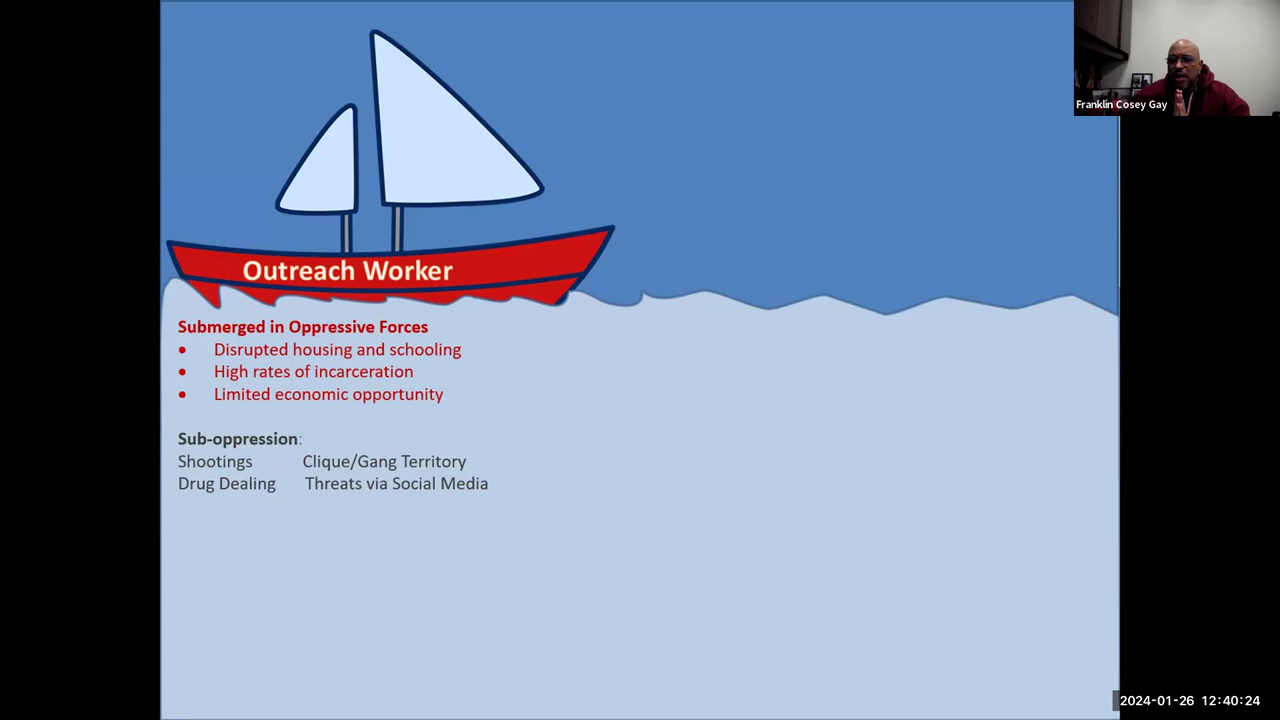 Franklin Cosey Gay
Outreach Worker
Submerged in Oppressive Forces
• Disrupted housing and schooling
• High rates of incarceration
• Limited economic opportunity
Sub-oppression:
Shootings Clique/Gang Territory
Drug Dealing Threats via Social Media
2024-01-26 12:40:24